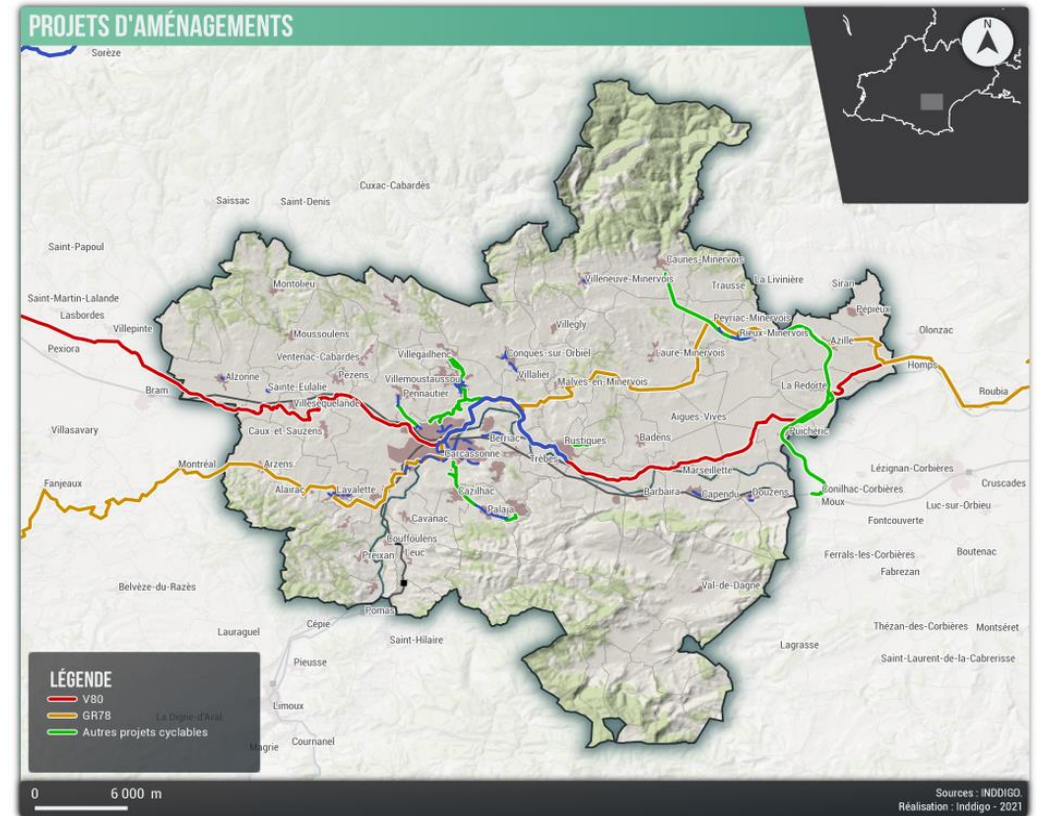 PROJETS D'AMÉNAGEMENTS
N
Sorèze
Cuxac-Cabardès
Saissac
Saint-Denis
Saint-Papoul
Caunes-Minervois
Villeneuve-Minervois
La Livinière
Trausse
Siran
Montolieu
Saint-Martin-Lalande
Lasbordes
Pépieux
Peyriac-Minervois
Villepinte
Villegly
Rieux-Minervois
Olonzac
Moussoulens
Azille
Pexiora
Ventenac-Cabardès
Villegailhenc
Conques-sur-Orbiel
Laure-Minervois
Homps
Alzonne
Pezens
Villemoustaussou
Villalier
Malves-en-Minervois
La Redorte
Bram
Sainte-Eulalie
Pennautier
Roubia
Villesèquelande
Aigues-Vives
Villasavary
Caux-et-Sauzens
Berriac
Rustiques
Badens
Puichéric
Carcassonne
Trèbes
Montréal
Arzens
Marseillette
Lézignan-Corbières
Fanjeaux
Alairac
Lavalette
Cazilhac
Barbaira
Capendu
Douzens
Conilhac-Corbières
Cruscades
Moux
Luc-sur-Orbieu
Palaja
Cavanac
Fontcouverte
Couffoulens
Preixan
Leuc
Ferrals-les-Corbières
Boutenac
Fabrezan
Belvèze-du-Razès
Val-de-Dagne
Pomas
Cépie
Lauraguel
Saint-Hilaire
Thézan-des-Corbières
Montséret
Lagrasse
Pieusse
Saint-Laurent-de-la-Cabrerisse
LÉGENDE
V80
GR78
Autres projets cyclables
La Digne-d'Aval
Limoux
Magrie
Cournanel
0
6 000 m
Sources : INDDIGO.
Réalisation : Inddigo - 2021